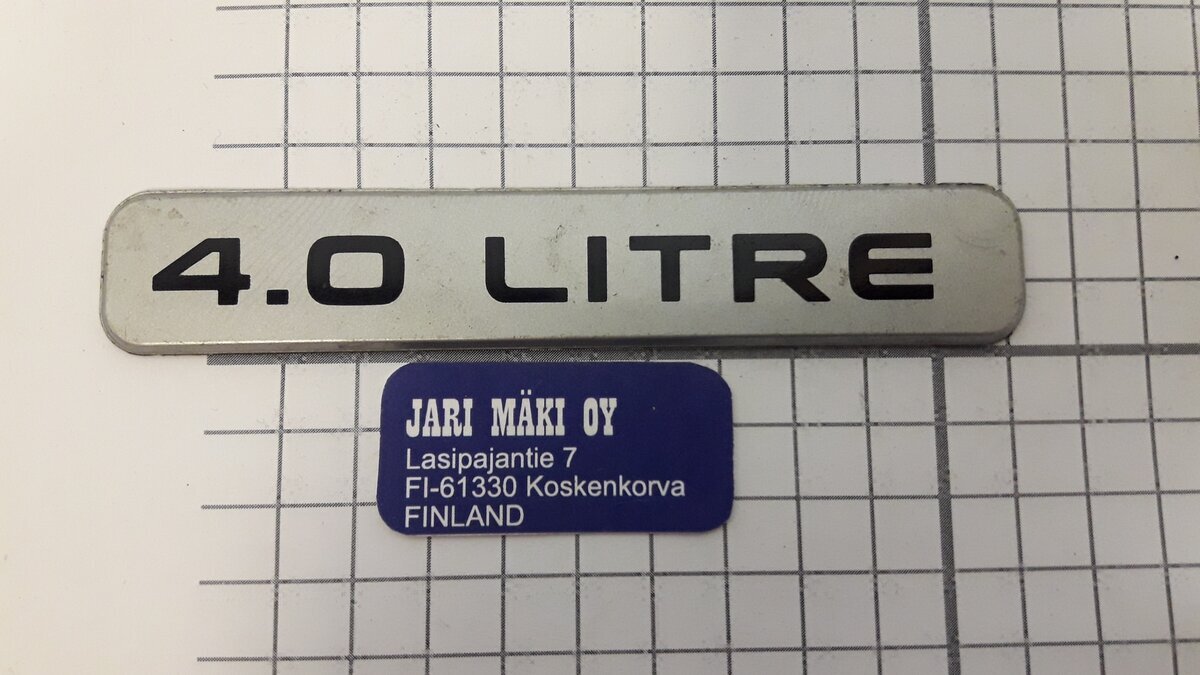 4.0 LITRE
JARI MÄKI OY
Lasipajantie 7
FI-61330 Koskenkorva
FINLAND